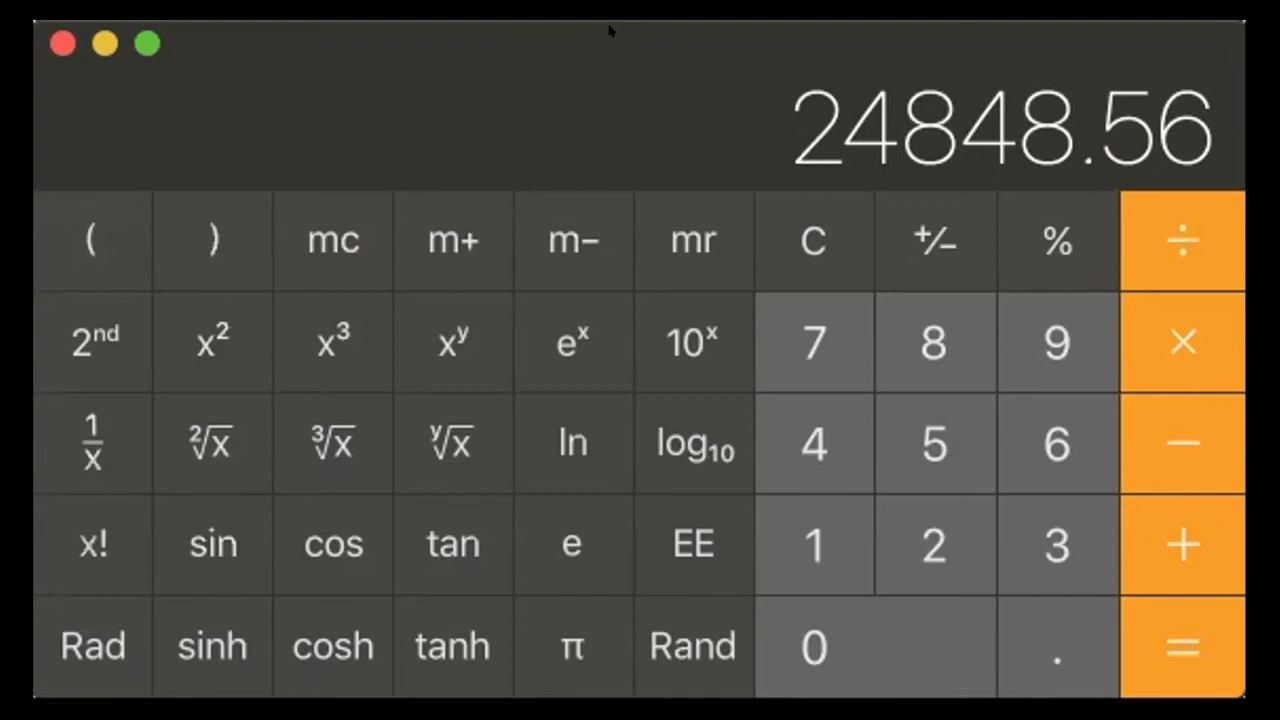 24848.56
( ) mc m+ m− mr C +/− % ÷
2ⁿᵈ x² x³ xʸ eˣ 10ˣ 7 8 9 ×
1/x ²√x ³√x ʸ√x ln log₁₀ 4 5 6 −
x! sin cos tan e EE 1 2 3 +
Rad sinh cosh tanh π Rand 0 . =